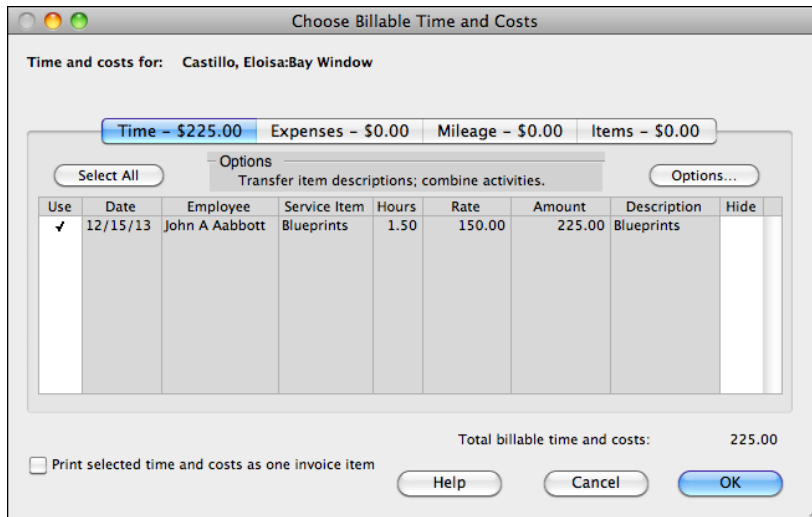 Choose Billable Time and Costs
Time and costs for: Castillo, Eloisa:Bay Window
Time – $225.00 Expenses – $0.00 Mileage – $0.00 Items – $0.00
Options
Select All Transfer item descriptions; combine activities. Options...
Use Date Employee Service Item Hours Rate Amount Description Hide
✓ 12/15/13 John A Aabbott Blueprints 1.50 150.00 225.00 Blueprints
Total billable time and costs: 225.00
Print selected time and costs as one invoice item
Help Cancel OK